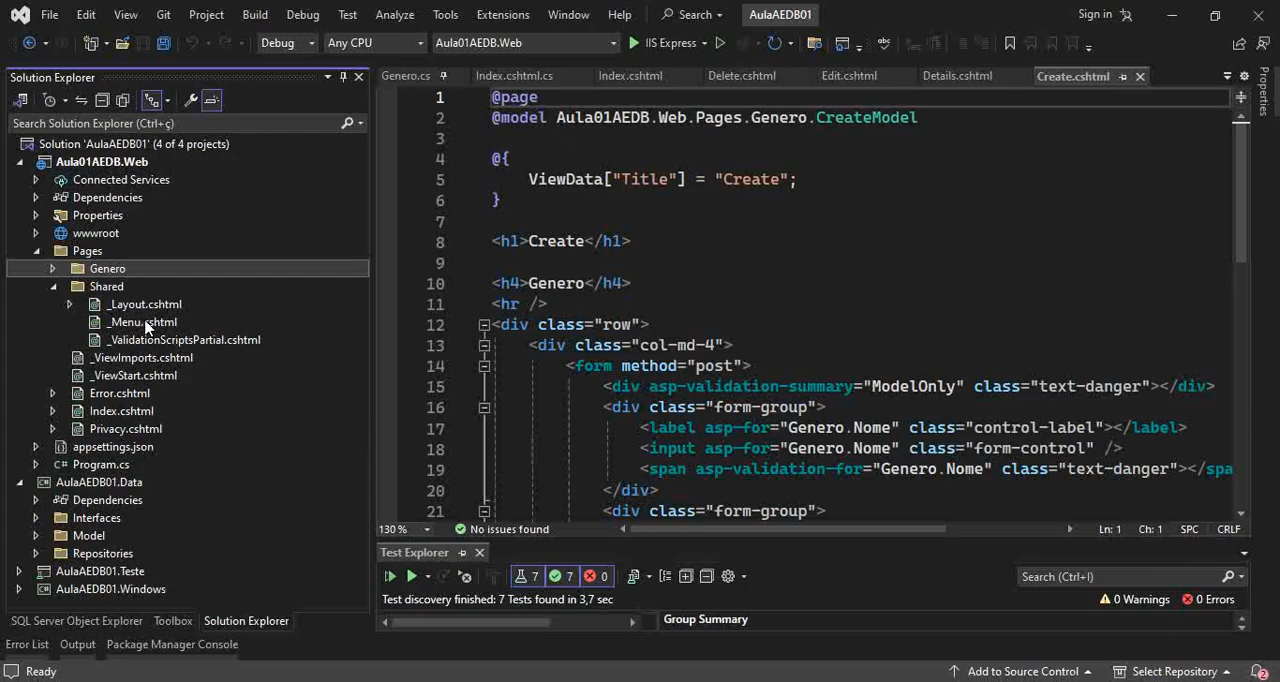 File Edit View Git Project Build Debug Test Analyze Tools Extensions Window Help Search AulaAEDB01 Sign in
Debug Any CPU Aula01AEDB.Web IIS Express
Solution Explorer
Search Solution Explorer (Ctrl+ç)
Solution 'AulaAEDB01' (4 of 4 projects)
Aula01AEDB.Web
Connected Services
Dependencies
Properties
wwwroot
Pages
Genero
Shared
_Layout.cshtml
_Menu.cshtml
_ValidationScriptsPartial.cshtml
_ViewImports.cshtml
_ViewStart.cshtml
Error.cshtml
Index.cshtml
Privacy.cshtml
appsettings.json
Program.cs
AulaAEDB01.Data
Dependencies
Interfaces
Model
Repositories
AulaAEDB01.Teste
AulaAEDB01.Windows
SQL Server Object Explorer Toolbox Solution Explorer
Genero.cs Index.cshtml.cs Index.cshtml Delete.cshtml Edit.cshtml Details.cshtml Create.cshtml
1 @page
2 @model Aula01AEDB.Web.Pages.Genero.CreateModel
3
4 @{
5 ViewData["Title"] = "Create";
6 }
7
8 <h1>Create</h1>
9
10 <h4>Genero</h4>
11 <hr />
12 <div class="row">
13 <div class="col-md-4">
14 <form method="post">
15 <div asp-validation-summary="ModelOnly" class="text-danger"></div>
16 <div class="form-group">
17 <label asp-for="Genero.Nome" class="control-label"></label>
18 <input asp-for="Genero.Nome" class="form-control" />
19 <span asp-validation-for="Genero.Nome" class="text-danger"></spa
20 </div>
21 <div class="form-group">
130 % No issues found Ln: 1 Ch: 1 SPC CRLF
Test Explorer
7 7 0 Search (Ctrl+I)
Test discovery finished: 7 Tests found in 3,7 sec 0 Warnings 0 Errors
Group Summary
Properties
Error List Output Package Manager Console
Ready Add to Source Control Select Repository 2